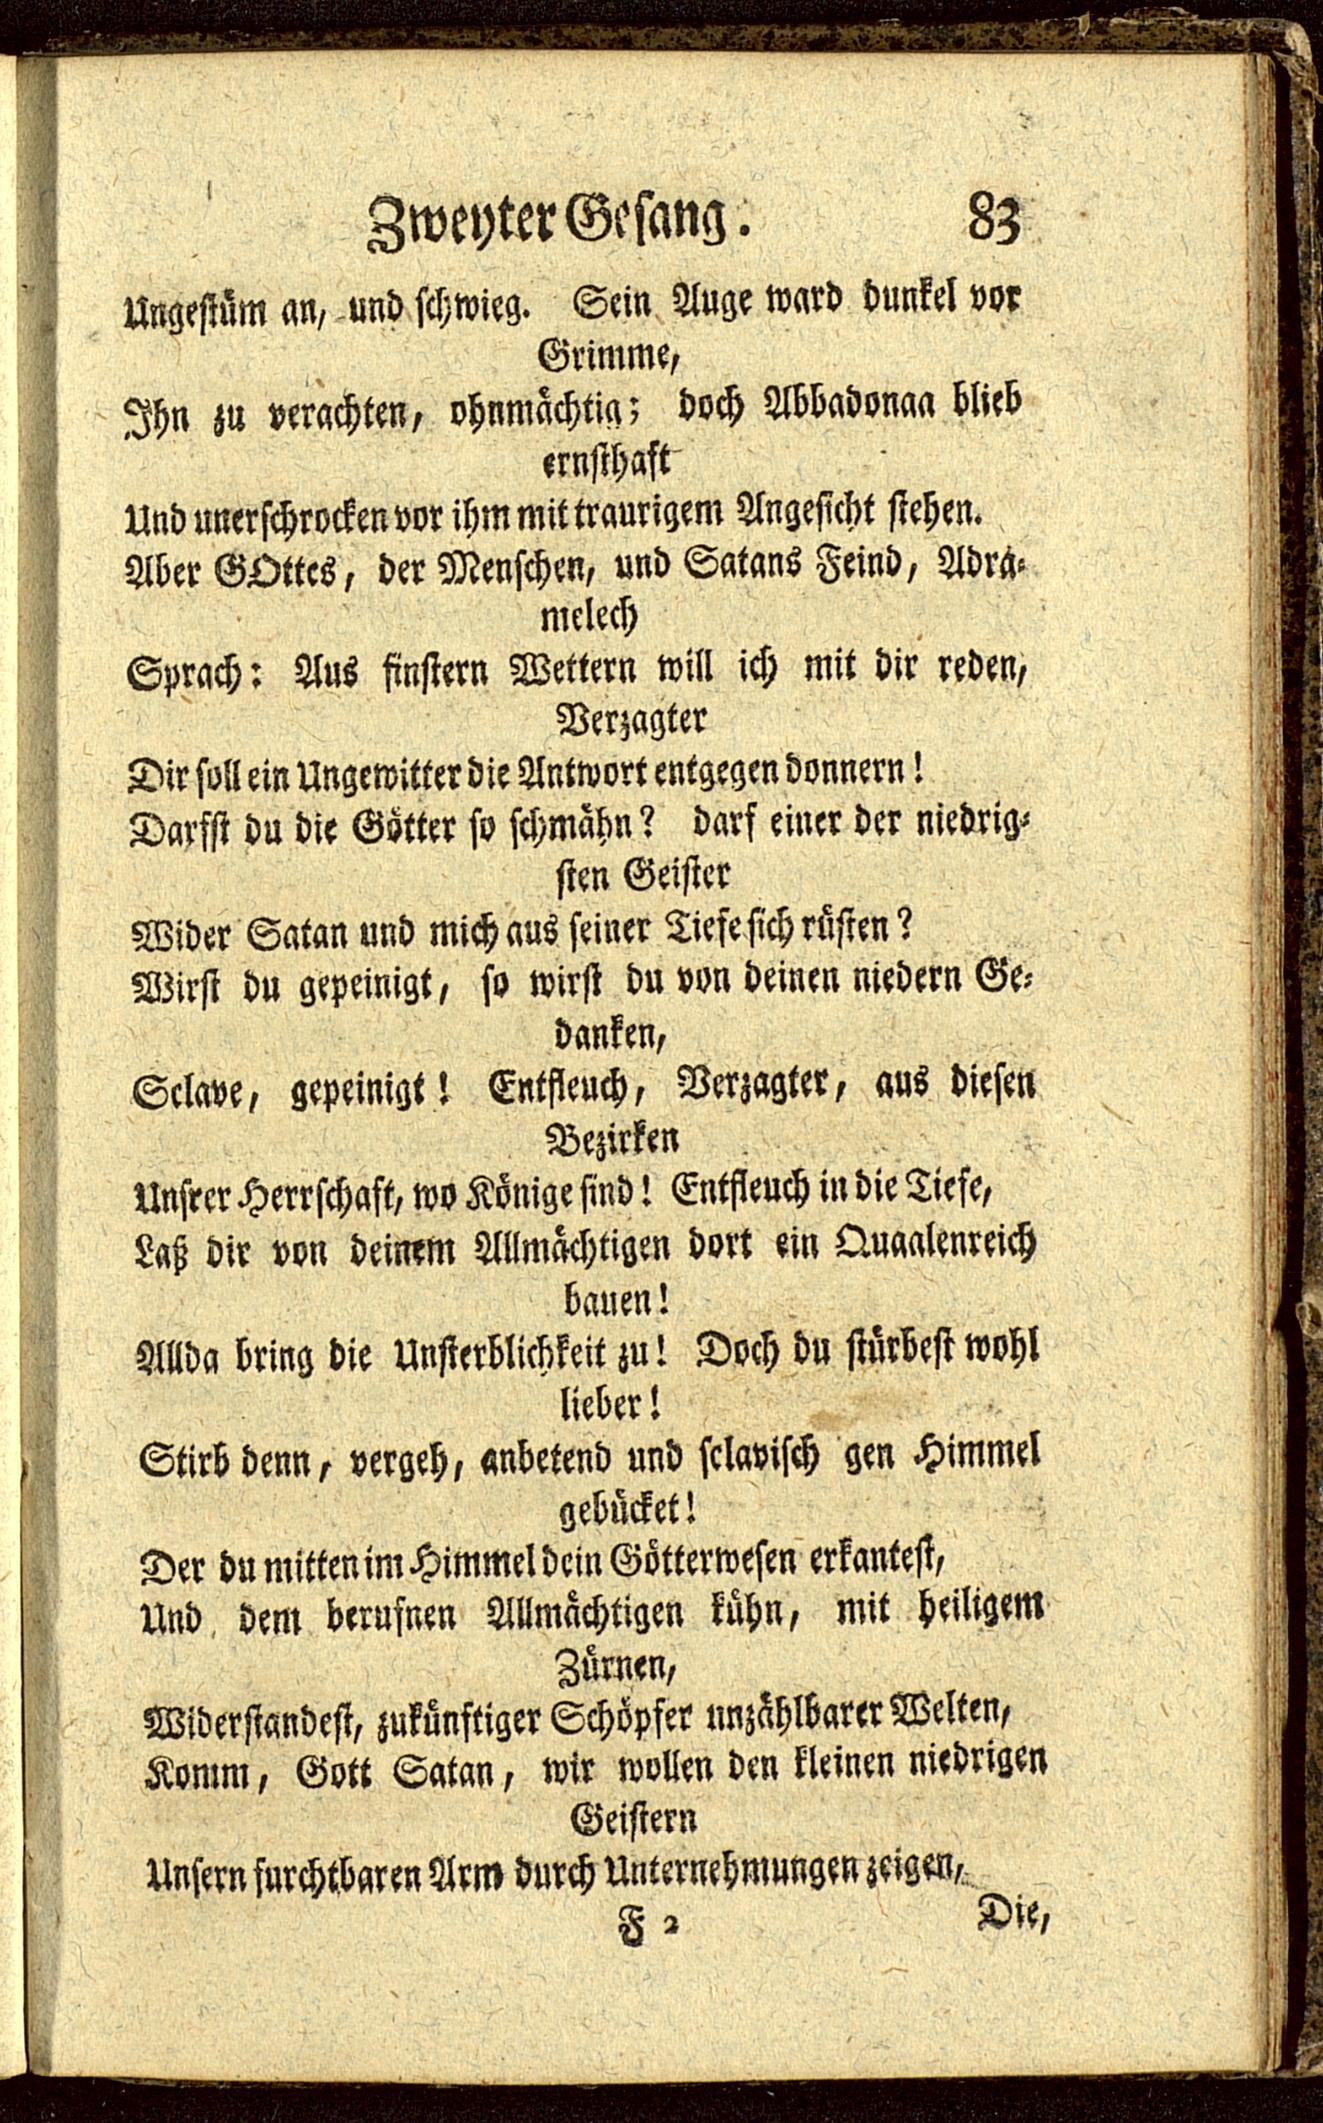 Zweyter Gesang. 83
Ungestüm an, und schwieg. Sein Auge ward dunkel vor
Grimme,
Ihn zu verachten, ohnmächtig; doch Abbadonaa blieb
ernsthaft
Und unerschrocken vor ihm mit traurigem Angesicht stehen.
Aber GOttes, der Menschen, und Satans Feind, Adra-
melech
Sprach: Aus finstern Wettern will ich mit dir reden,
Verzagter
Dir soll ein Ungewitter die Antwort entgegen donnern!
Darfst du die Götter so schmähn? darf einer der niedrig-
sten Geister
Wider Satan und mich aus seiner Tiefe sich rüsten?
Wirst du gepeinigt, so wirst du von deinen niedern Ge-
danken,
Sclave, gepeinigt! Entfleuch, Verzagter, aus diesen
Bezirken
Unsrer Herrschaft, wo Könige sind! Entfleuch in die Tiefe,
Laß dir von deinem Allmächtigen dort ein Quaalenreich
bauen!
Allda bring die Unsterblichkeit zu! Doch du stürbest wohl
lieber!
Stirb denn, vergeh, anbetend und sclavisch gen Himmel
gebücket!
Der du mitten im Himmel dein Götterwesen erkantest,
Und dem berufnen Allmächtigen kühn, mit heiligem
Zürnen,
Widerstandest, zukünftiger Schöpfer unzählbarer Welten,
Komm, Gott Satan, wir wollen den kleinen niedrigen
Geistern
Unsern furchtbaren Arm durch Unternehmungen zeigen,
F 2 Die,